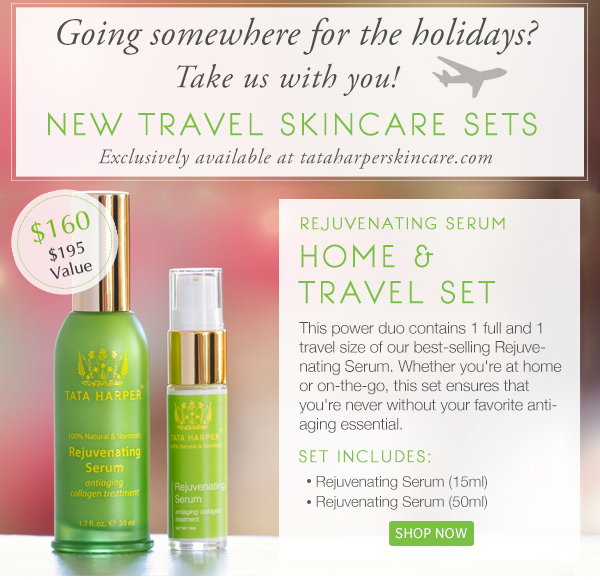 Going somewhere for the holidays?
Take us with you!
NEW TRAVEL SKINCARE SETS
Exclusively available at tataharperskincare.com
$160
$195
Value
REJUVENATING SERUM
HOME &
TRAVEL SET
This power duo contains 1 full and 1
travel size of our best-selling Rejuve-
nating Serum. Whether you're at home
or on-the-go, this set ensures that
you're never without your favorite anti-
aging essential.
SET INCLUDES:
• Rejuvenating Serum (15ml)
• Rejuvenating Serum (50ml)
SHOP NOW
TATA HARPER
100% Natural & Nontoxic
Rejuvenating
Serum
antiaging
collagen treatment
1.7 fl. oz. ℮ 50 ml
TATA HARPER
100% Natural & Nontoxic
Rejuvenating
Serum
antiaging collagen
treatment